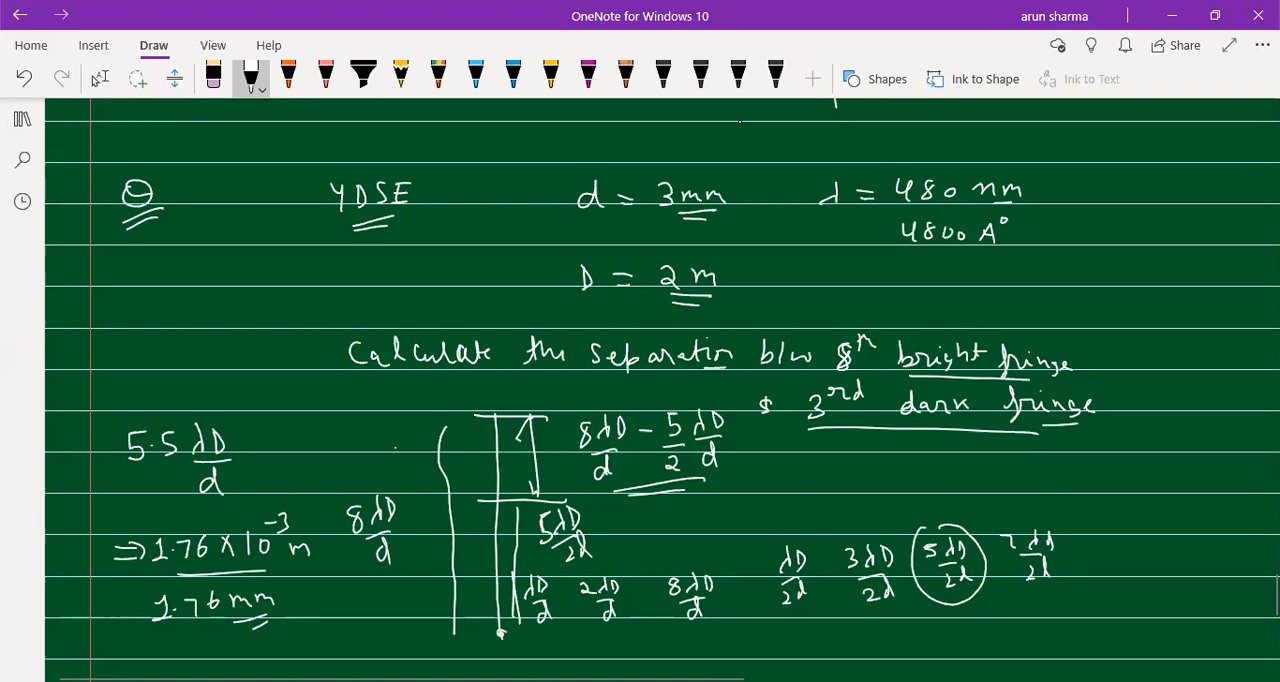 OneNote for Windows 10
arun sharma
Home Insert Draw View Help
Share
Shapes Ink to Shape Ink to Text
Q YDSE d = 3mm λ = 480 nm
4800 A°
D = 2 m
Calculate the separation b/w 8th bright fringe
& 3rd dark fringe
5.5 λD/d
8λD/d - 5/2 λD/d
⇒ 1.76 × 10^-3 m
8λD/d
5λD/2d
1.76 mm
λD/d 2λD/d 8λD/d
λD/2d 3λD/2d 5λD/2d 7λD/2d